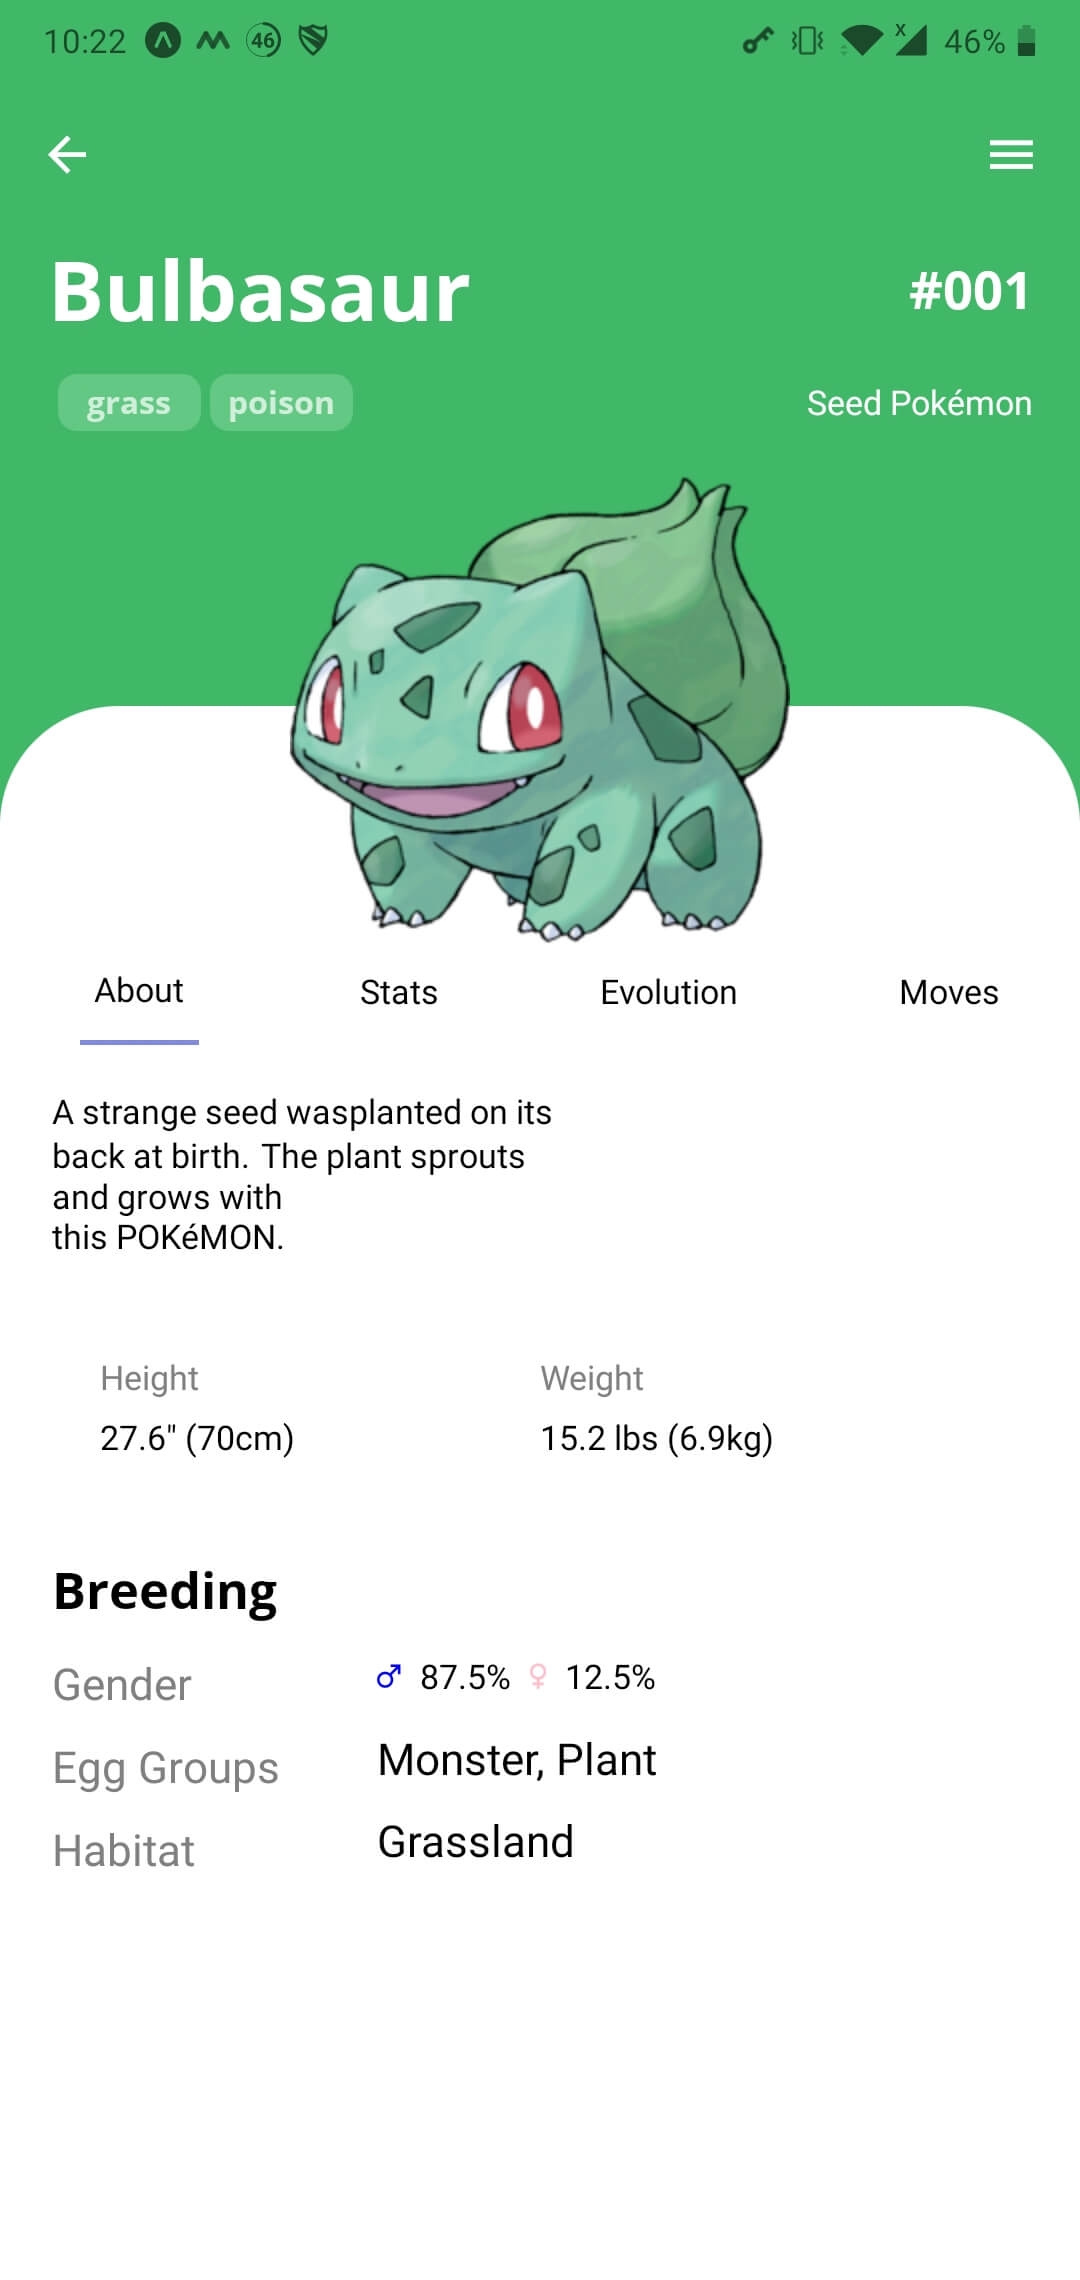 10:22 46 46%
Bulbasaur #001
grass poison Seed Pokémon
About Stats Evolution Moves
A strange seed wasplanted on its
back at birth. The plant sprouts
and grows with
this POKéMON.
Height Weight
27.6" (70cm) 15.2 lbs (6.9kg)
Breeding
Gender ♂ 87.5% ♀ 12.5%
Egg Groups Monster, Plant
Habitat Grassland